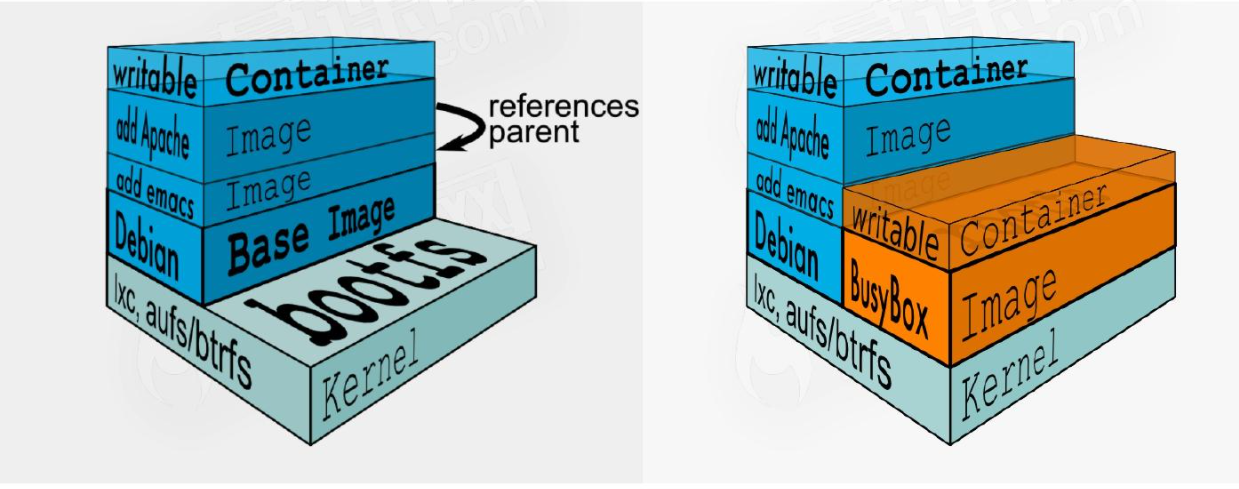 writable Container
add Apache Image
references
parent
add emacs Image
Debian Base Image
bootfs
lxc, aufs/btrfs
Kernel
writable Container
add Apache Image
add emacs Image
writable Container
Debian
BusyBox Image
lxc, aufs/btrfs
Kernel